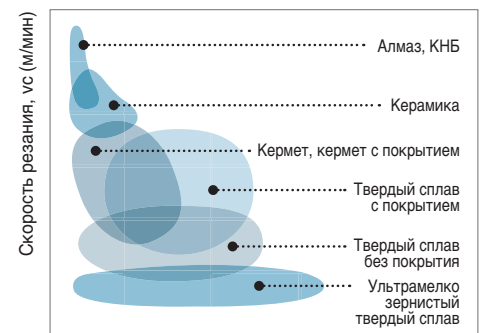 Скорость резания, vc (м/мин)
Алмаз, КНБ
Керамика
Кермет, кермет с покрытием
Твердый сплав
с покрытием
Твердый сплав
без покрытия
Ультрамелко
зернистый
твердый сплав